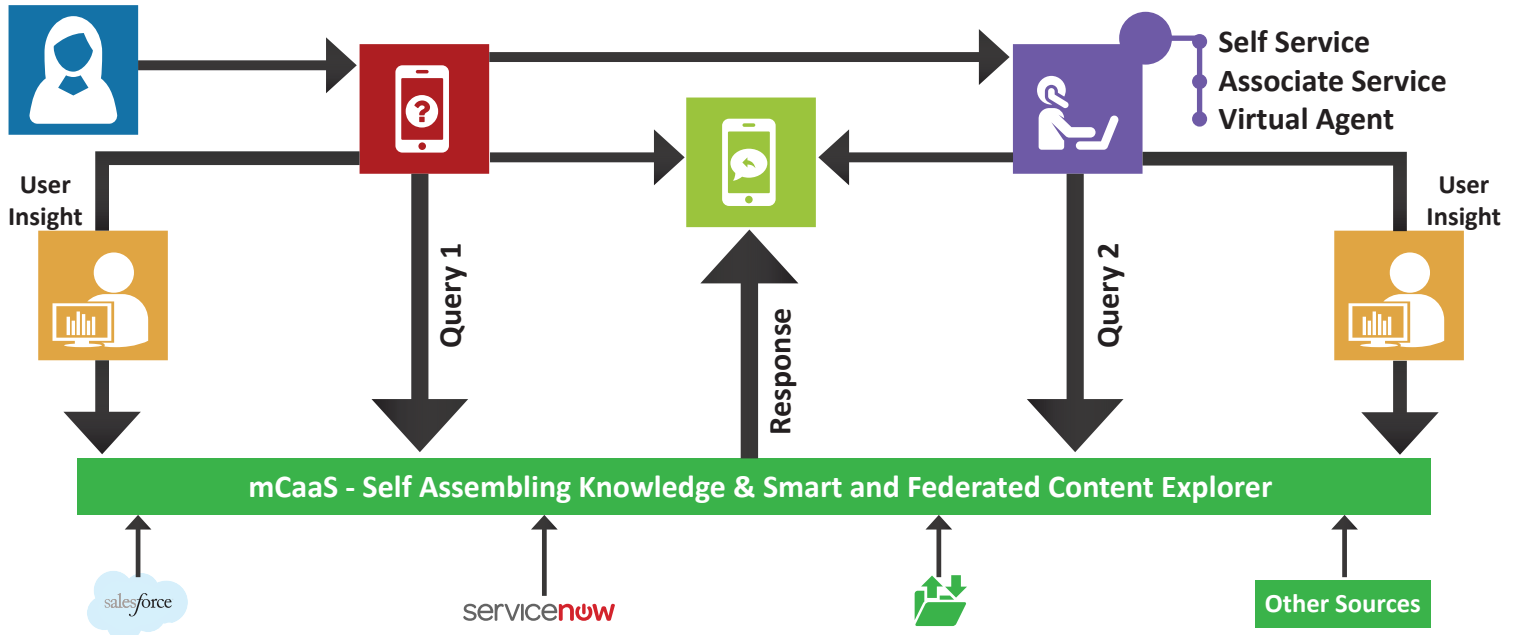 Self Service
Associate Service
Virtual Agent
?
User
Insight
User
Insight
Query 1
Response
Query 2
mCaaS - Self Assembling Knowledge & Smart and Federated Content Explorer
salesforce
servicenow
Other Sources